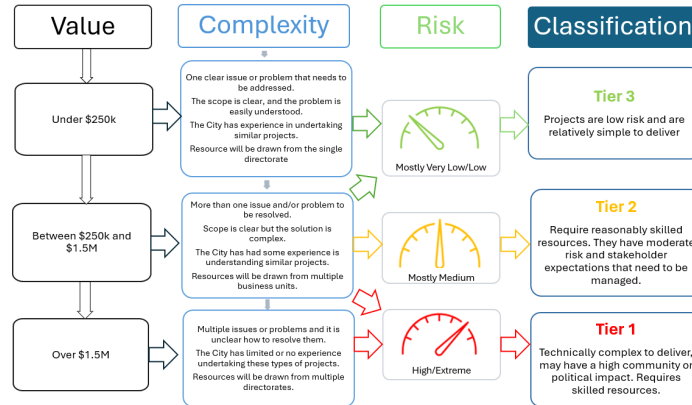 Value
Complexity
Risk
Classification
Under $250k
One clear issue or problem that needs to
be addressed.
The scope is clear, and the problem is
easily understood.
The City has experience in undertaking
similar projects.
Resource will be drawn from the single
directorate
Mostly Very Low/Low
Tier 3
Projects are low risk and are
relatively simple to deliver
Between $250k and
$1.5M
More than one issue and/or problem to
be resolved.
Scope is clear but the solution is
complex.
The City has had some experience is
understanding similar projects.
Resources will be drawn from multiple
business units.
Mostly Medium
Tier 2
Require reasonably skilled
resources. They have moderate
risk and stakeholder
expectations that need to be
managed.
Over $1.5M
Multiple issues or problems and it is
unclear how to resolve them.
The City has limited or no experience
undertaking these types of projects.
Resources will be drawn from multiple
directorates.
High/Extreme
Tier 1
Technically complex to deliver,
may have a high community or
political impact. Requires
skilled resources.